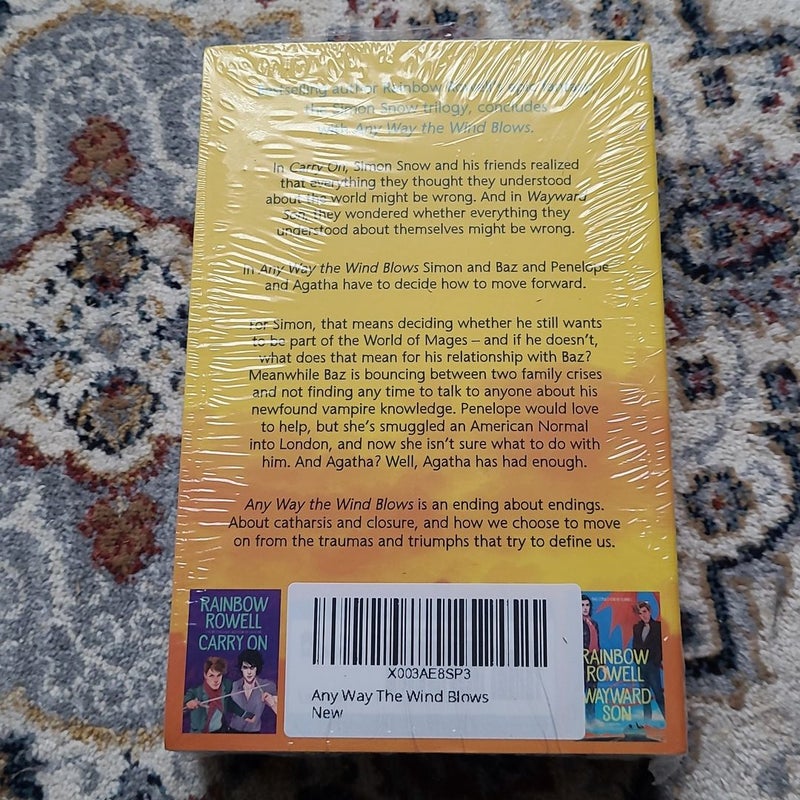 Bestselling author Rainbow Rowell's epic fantasy,
the Simon Snow trilogy, concludes
with Any Way the Wind Blows.
In Carry On, Simon Snow and his friends realized
that everything they thought they understood
about the world might be wrong. And in Wayward
Son, they wondered whether everything they
understood about themselves might be wrong.
In Any Way the Wind Blows Simon and Baz and Penelope
and Agatha have to decide how to move forward.
For Simon, that means deciding whether he still wants
to be part of the World of Mages – and if he doesn't,
what does that mean for his relationship with Baz?
Meanwhile Baz is bouncing between two family crises
and not finding any time to talk to anyone about his
newfound vampire knowledge. Penelope would love
to help, but she's smuggled an American Normal
into London, and now she isn't sure what to do with
him. And Agatha? Well, Agatha has had enough.
Any Way the Wind Blows is an ending about endings.
About catharsis and closure, and how we choose to move
on from the traumas and triumphs that try to define us.
RAINBOW
ROWELL
CARRY ON
X003AE8SP3
Any Way The Wind Blows
New
RAINBOW
ROWELL
WAYWARD
SON